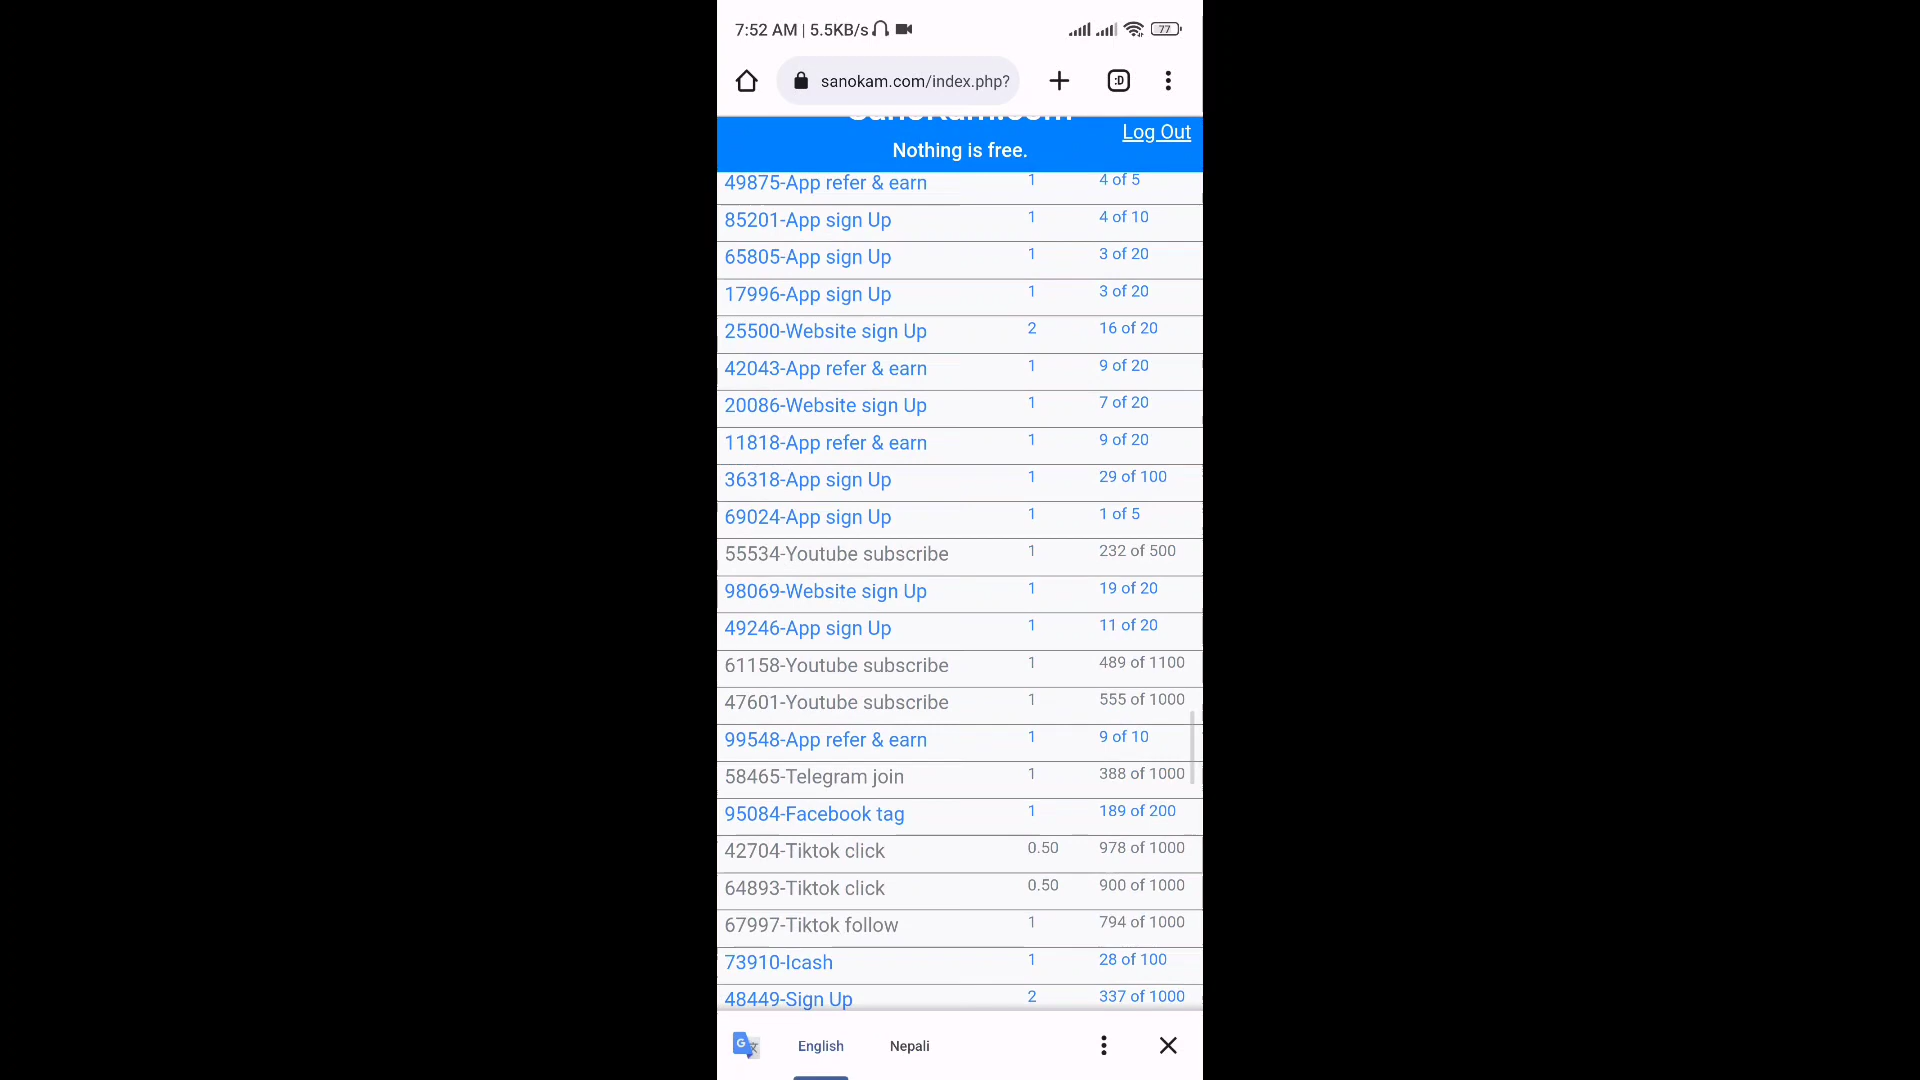 7:52 AM | 5.5KB/s 77
sanokam.com/index.php?
:D
SanoKam.com
Log Out
Nothing is free.
49875-App refer & earn 1 4 of 5
85201-App sign Up 1 4 of 10
65805-App sign Up 1 3 of 20
17996-App sign Up 1 3 of 20
25500-Website sign Up 2 16 of 20
42043-App refer & earn 1 9 of 20
20086-Website sign Up 1 7 of 20
11818-App refer & earn 1 9 of 20
36318-App sign Up 1 29 of 100
69024-App sign Up 1 1 of 5
55534-Youtube subscribe 1 232 of 500
98069-Website sign Up 1 19 of 20
49246-App sign Up 1 11 of 20
61158-Youtube subscribe 1 489 of 1100
47601-Youtube subscribe 1 555 of 1000
99548-App refer & earn 1 9 of 10
58465-Telegram join 1 388 of 1000
95084-Facebook tag 1 189 of 200
42704-Tiktok click 0.50 978 of 1000
64893-Tiktok click 0.50 900 of 1000
67997-Tiktok follow 1 794 of 1000
73910-Icash 1 28 of 100
48449-Sign Up 2 337 of 1000
English Nepali